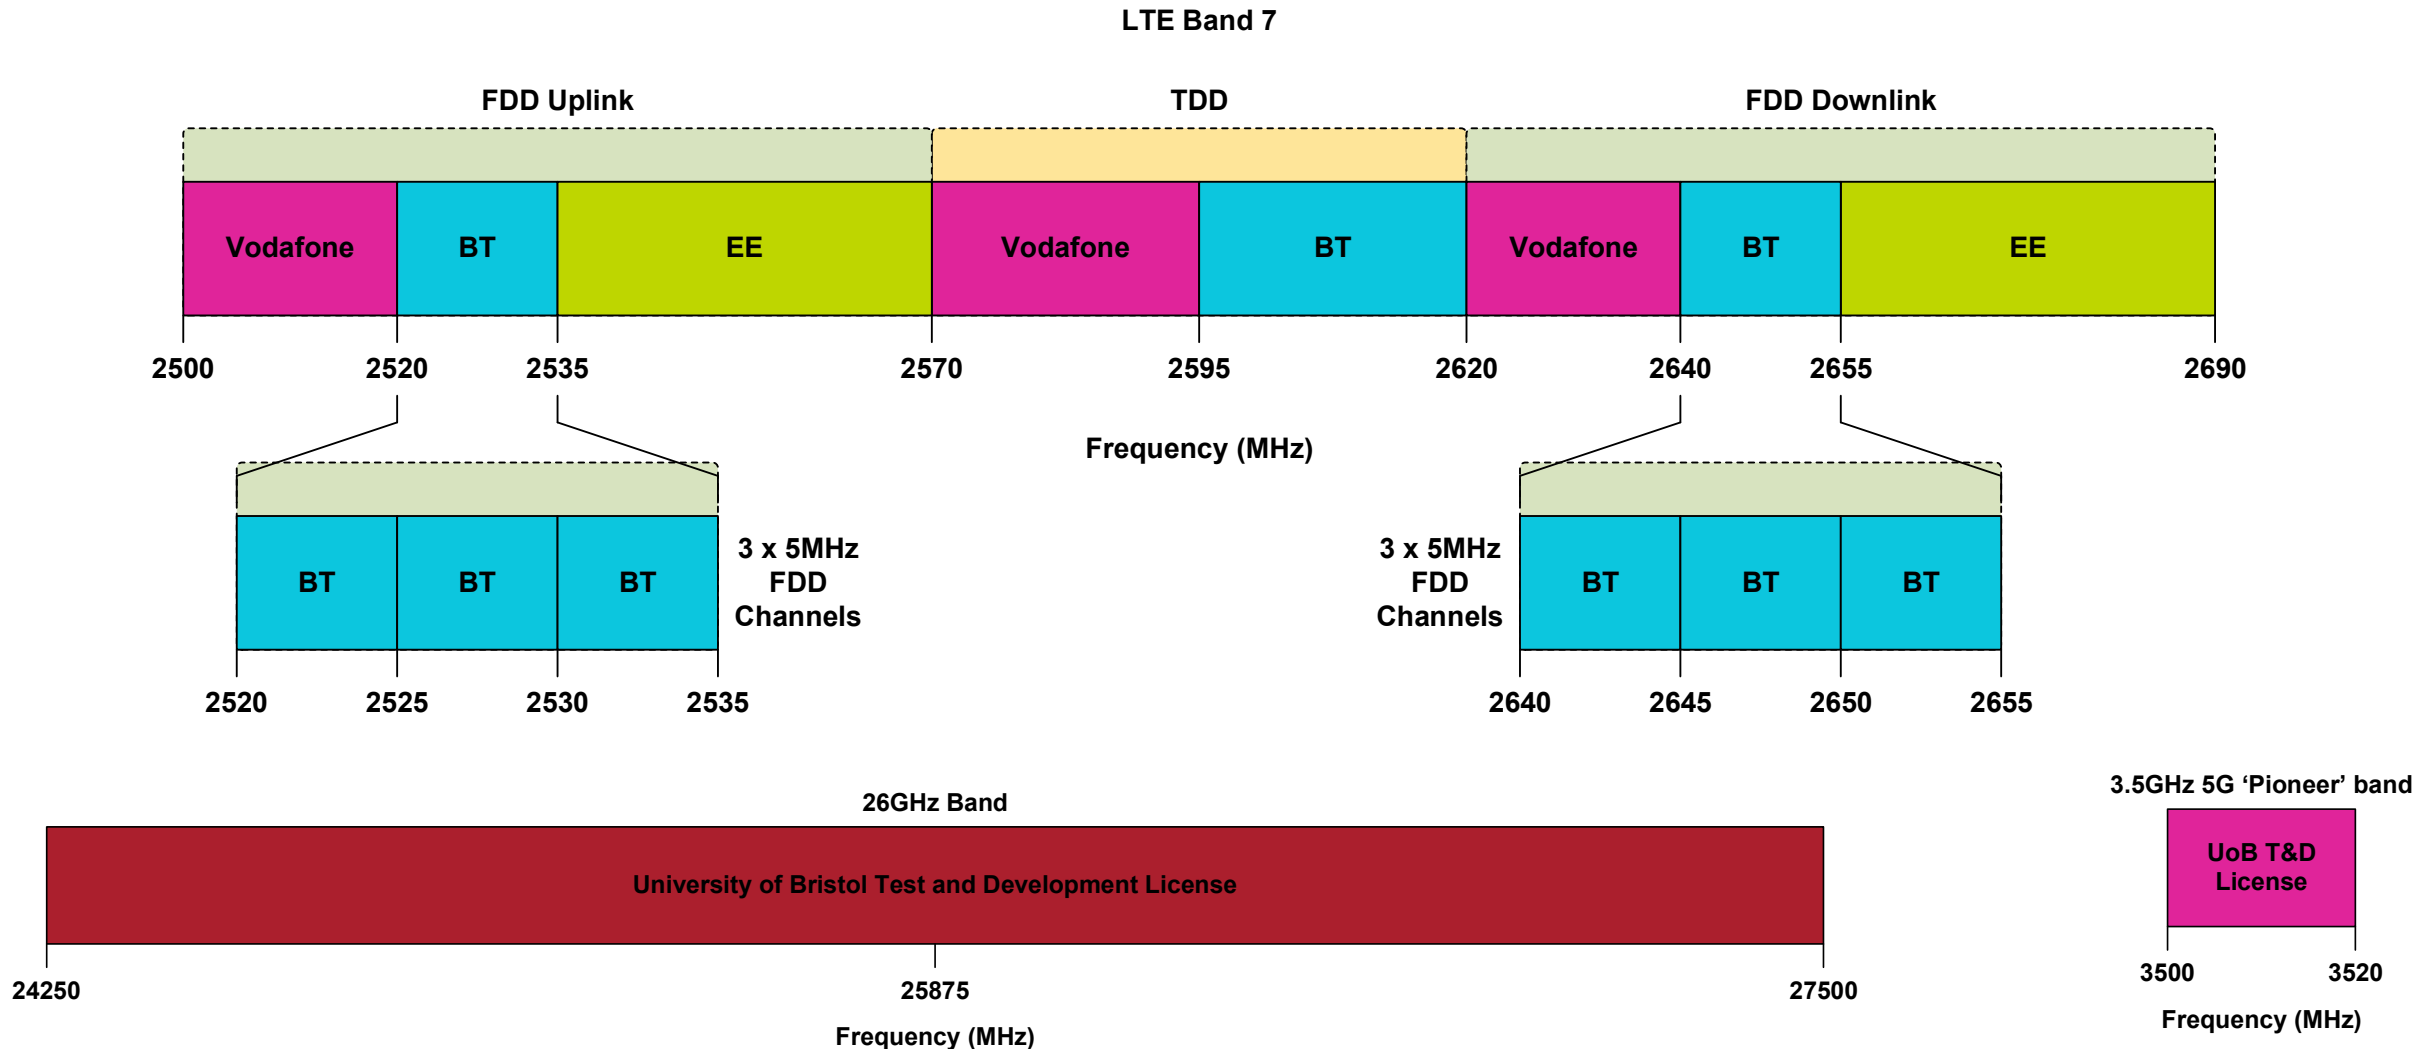 LTE Band 7
FDD Uplink
TDD
FDD Downlink
Vodafone
BT
EE
Vodafone
BT
Vodafone
BT
EE
2500
2520
2535
2570
2595
2620
2640
2655
2690
Frequency (MHz)
BT
BT
BT
3 x 5MHz
FDD
Channels
2520
2525
2530
2535
3 x 5MHz
FDD
Channels
BT
BT
BT
2640
2645
2650
2655
26GHz Band
University of Bristol Test and Development License
24250
25875
27500
Frequency (MHz)
3.5GHz 5G ‘Pioneer’ band
UoB T&D
License
3500
3520
Frequency (MHz)